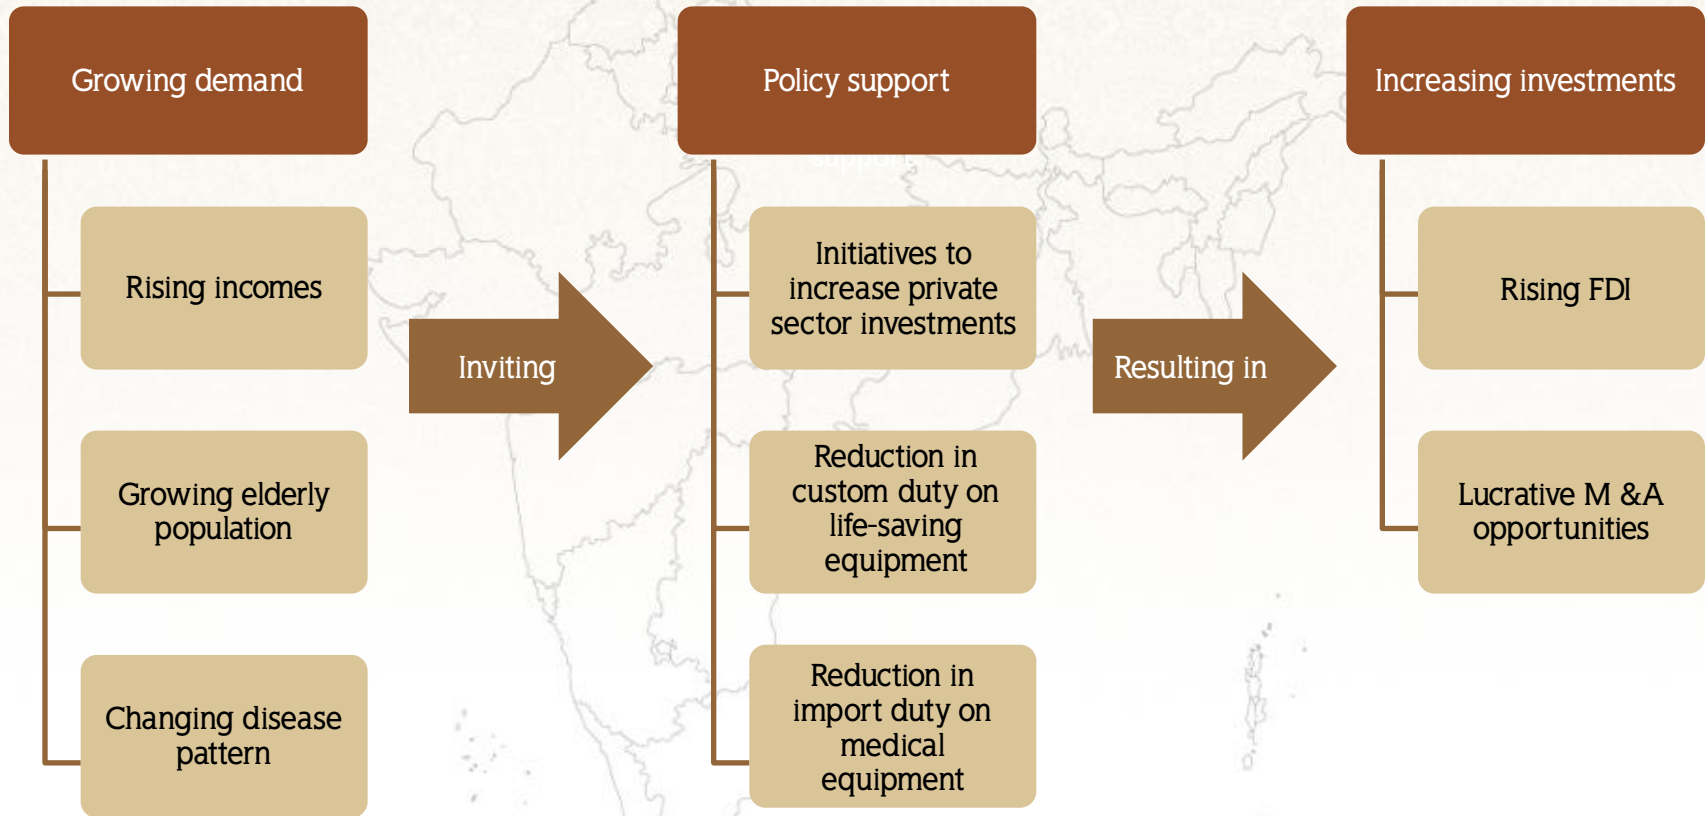 Growing demand
Rising incomes
Growing elderly
population
Changing disease
pattern
Inviting
Policy support
support
Initiatives to
increase private
sector investments
Reduction in
custom duty on
life-saving
equipment
Reduction in
import duty on
medical
equipment
Resulting in
Increasing investments
Rising FDI
Lucrative M &A
opportunities